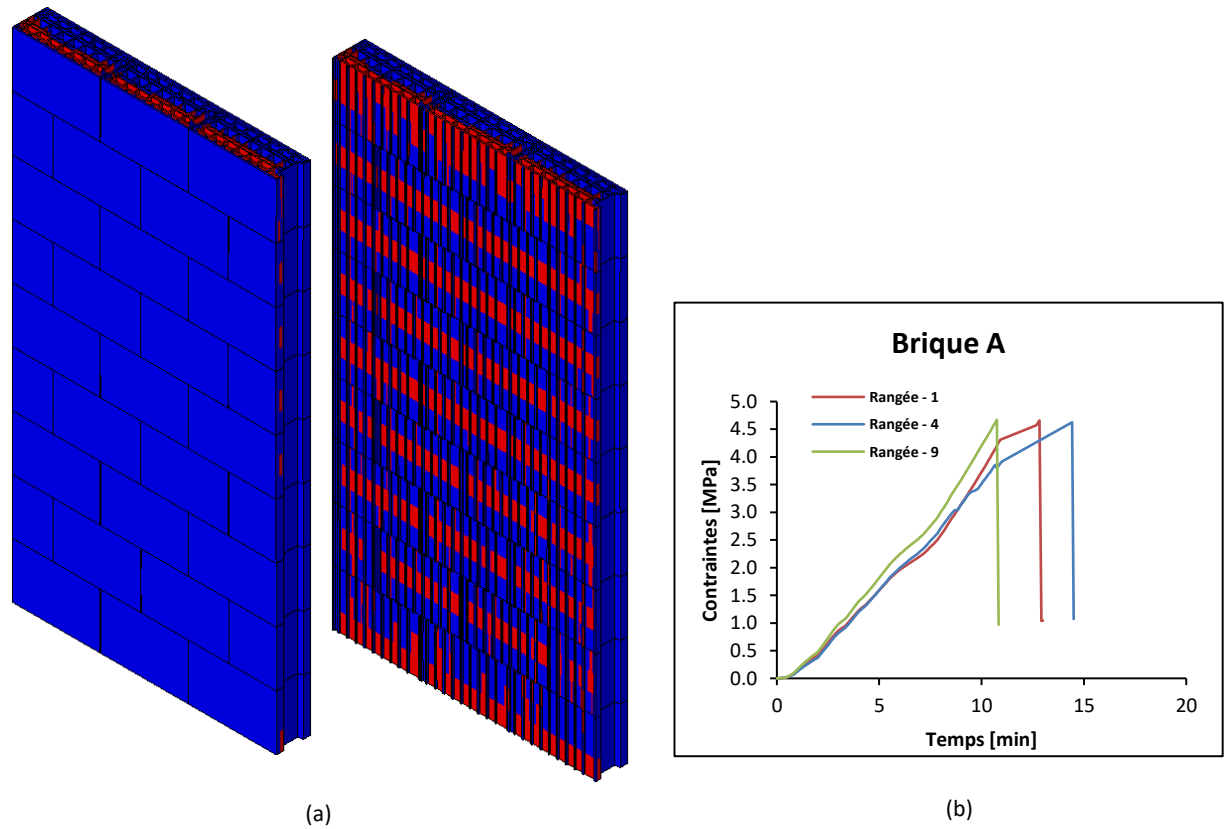 Brique A
Rangée - 1
Rangée - 4
Rangée - 9
Contraintes [MPa]
5.0
4.5
4.0
3.5
3.0
2.5
2.0
1.5
1.0
0.5
0.0
0 5 10 15 20
Temps [min]
(a)
(b)